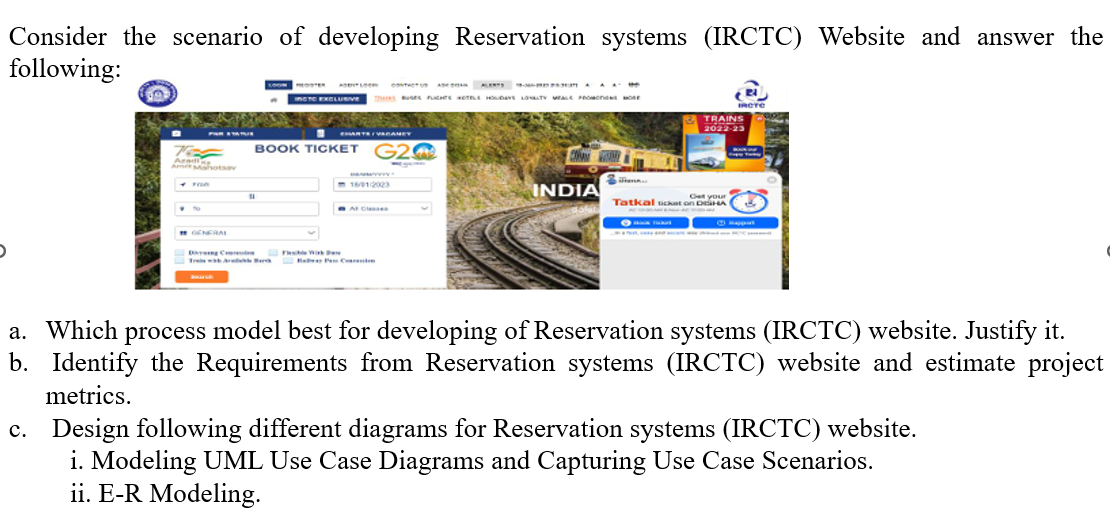 Consider the scenario of developing Reservation systems (IRCTC) Website and answer the
following:
LOGIN REGISTER AGENT LOGIN CONTACT US ASK DISHA ALERTS
IRCTC EXCLUSIVE TRAINS BUSES FLIGHTS HOTELS HOLIDAYS LOYALTY MEALS PROMOTIONS MORE
IRCTC
PNR STATUS
CHARTS / VACANCY
BOOK TICKET
G20
Azadi Ka
Amrit Mahotsav
DD/MM/YYYY *
From
18/01/2023
To
All Classes
GENERAL
Divyaang Concession
Flexible With Date
Train with Available Berth
Railway Pass Concession
Search
INDIA
TRAINS
2022-23
Get your
Tatkal ticket on DISHA
Book Ticket
Support
a. Which process model best for developing of Reservation systems (IRCTC) website. Justify it.
b. Identify the Requirements from Reservation systems (IRCTC) website and estimate project
metrics.
c. Design following different diagrams for Reservation systems (IRCTC) website.
i. Modeling UML Use Case Diagrams and Capturing Use Case Scenarios.
ii. E-R Modeling.